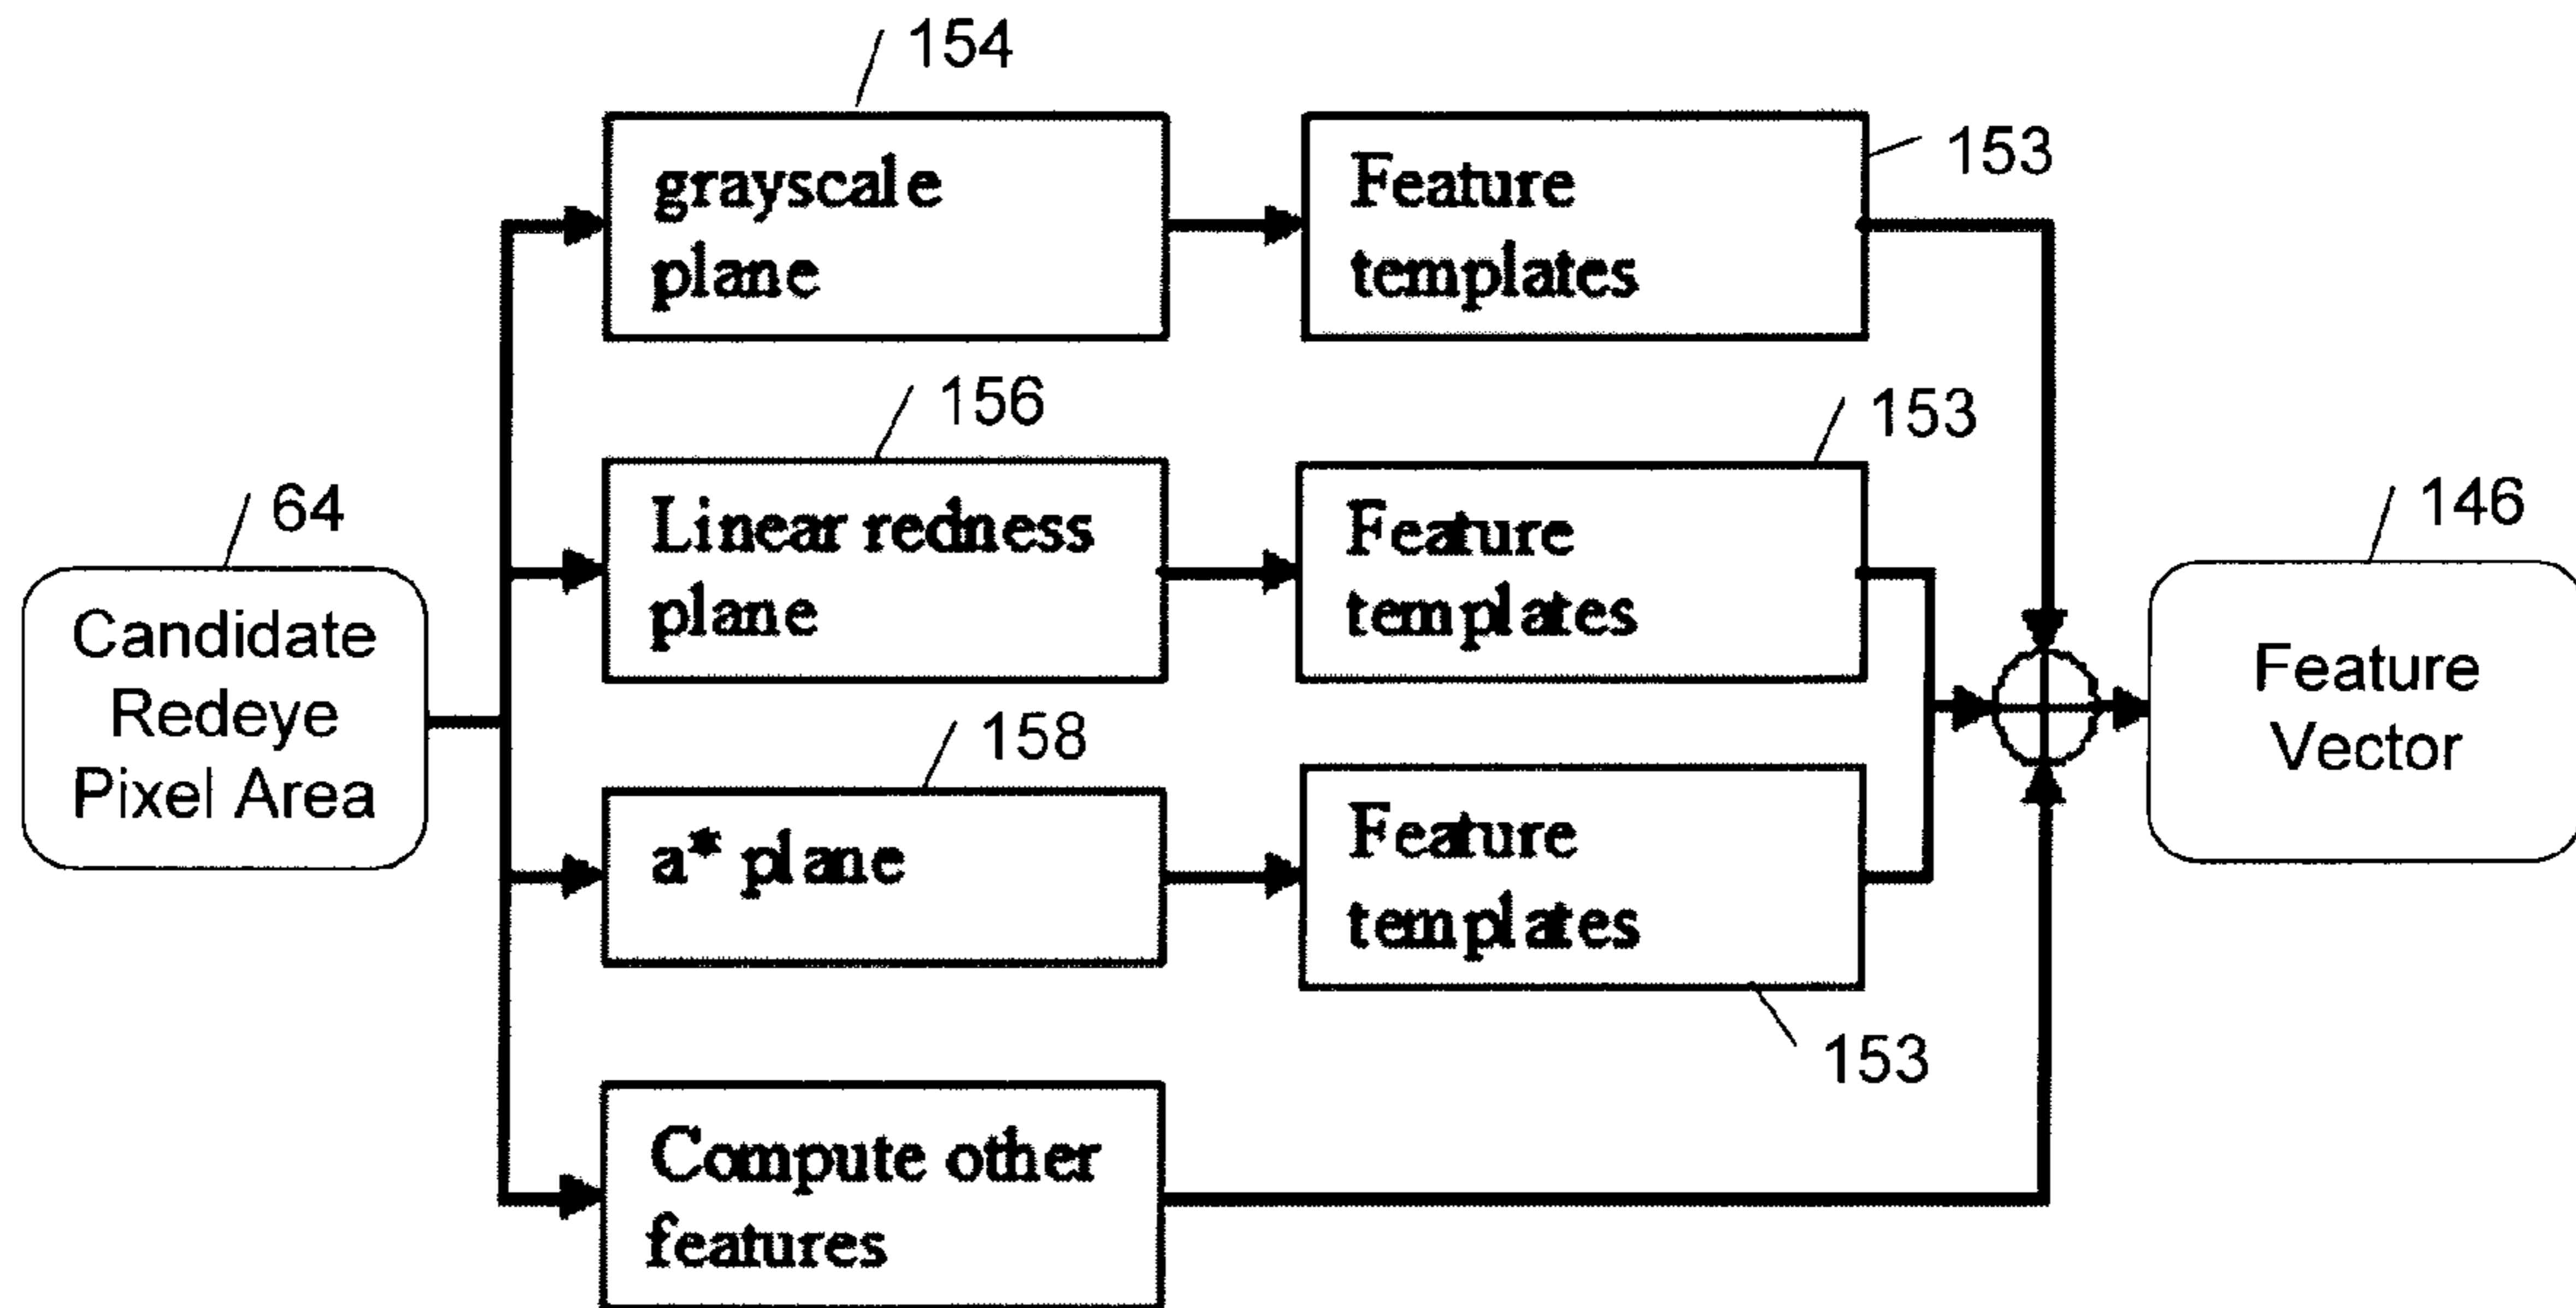 154
grayscale
plane
Feature
templates
153
156
Linear redness
plane
Feature
templates
153
64
Candidate
Redeye
Pixel Area
158
a* plane
Feature
templates
153
146
Feature
Vector
Compute other
features